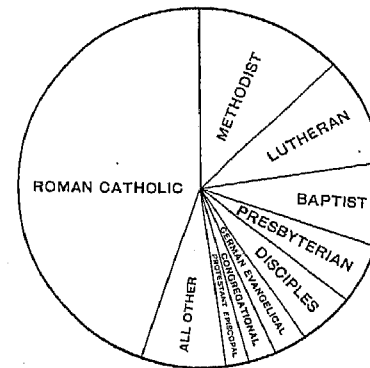 METHODIST
LUTHERAN
BAPTIST
PRESBYTERIAN
DISCIPLES
GERMAN EVANGELICAL
CONGREGATIONAL
PROTESTANT EPISCOPAL
ALL OTHER
ROMAN CATHOLIC